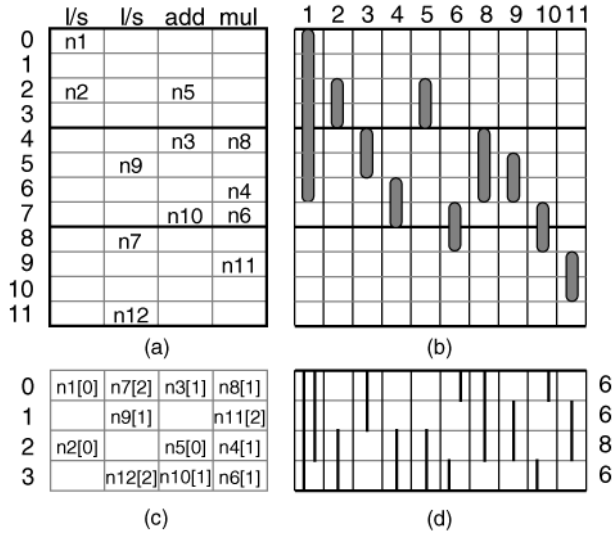 l/s l/s add mul
1 2 3 4 5 6 8 9 10 11
0 n1
1
2 n2 n5
3
4 n3 n8
5 n9
6 n4
7 n10 n6
8 n7
9 n11
10
11 n12
(a) (b)
0 n1[0] n7[2] n3[1] n8[1] 6
1 n9[1] n11[2] 6
2 n2[0] n5[0] n4[1] 8
3 n12[2] n10[1] n6[1] 6
(c) (d)